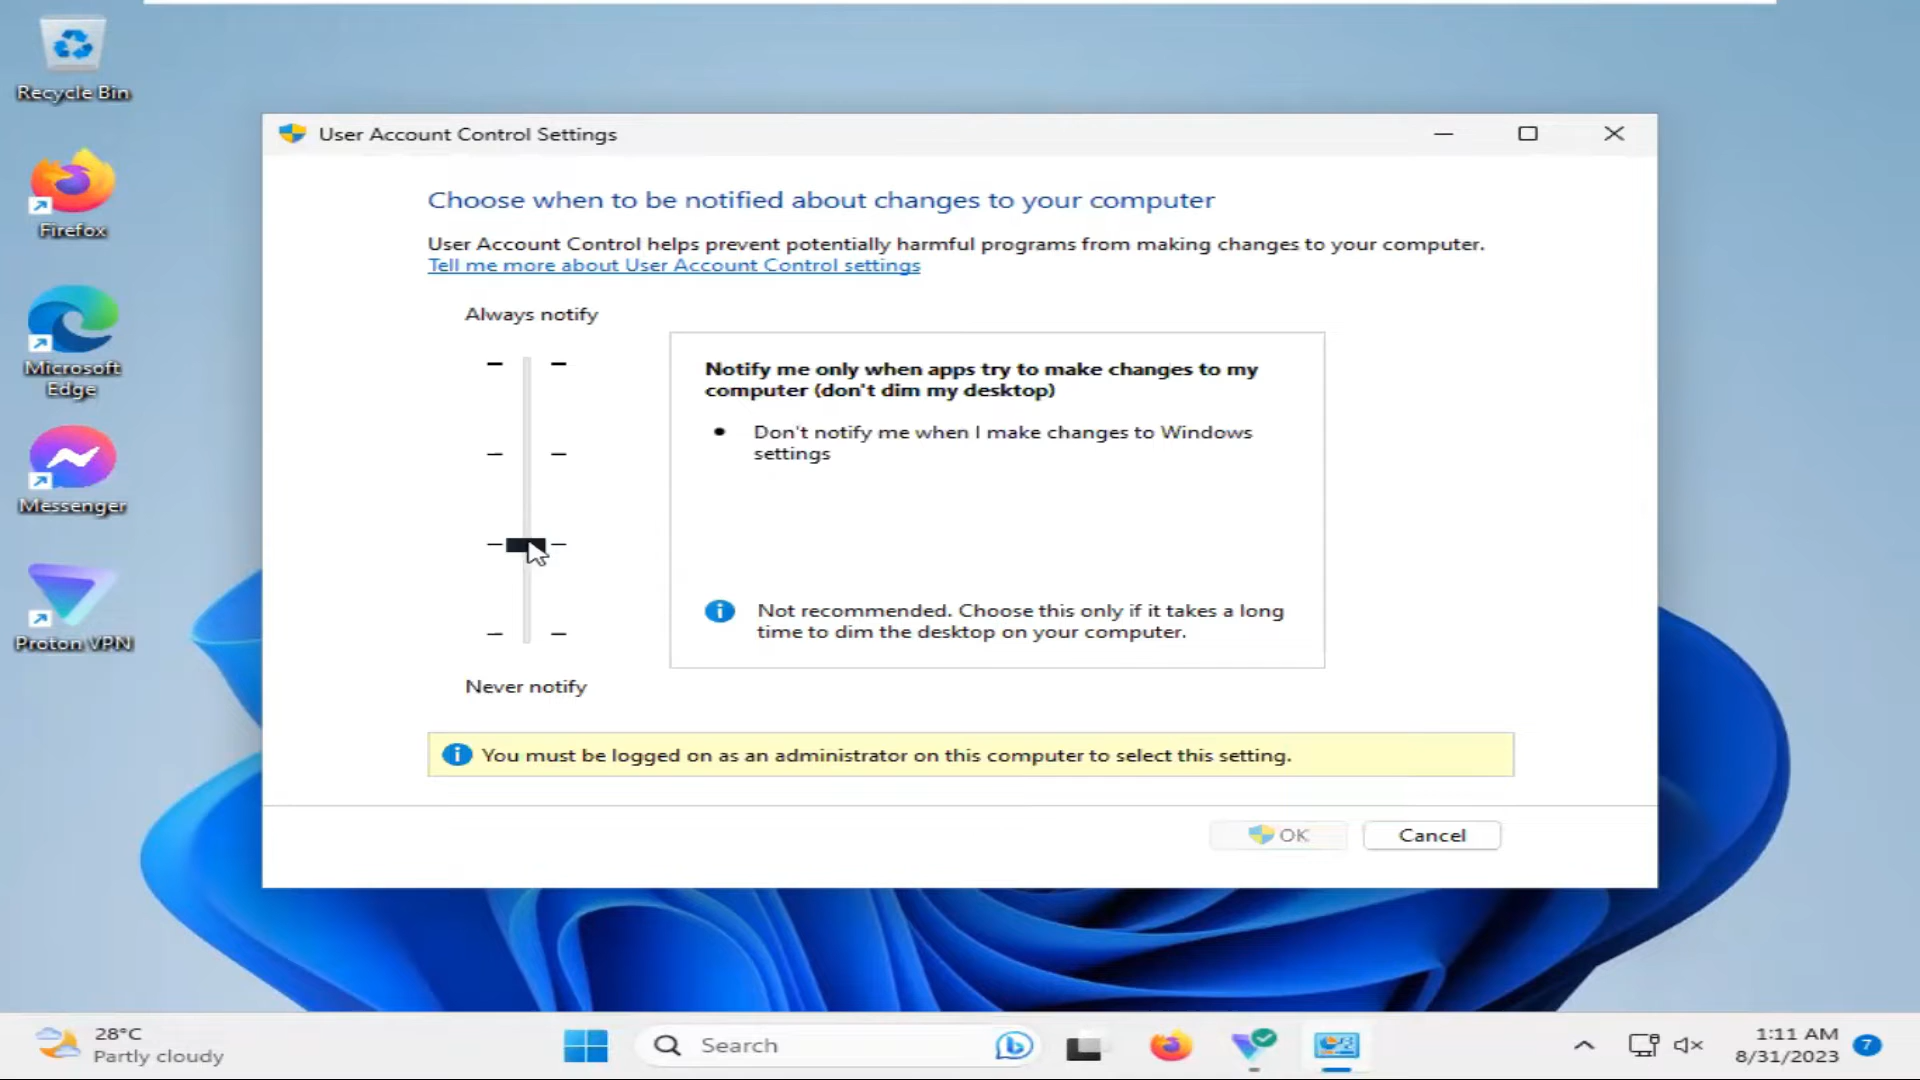 Recycle Bin
Firefox
Microsoft
Edge
Messenger
Proton VPN
User Account Control Settings
Choose when to be notified about changes to your computer
User Account Control helps prevent potentially harmful programs from making changes to your computer.
Tell me more about User Account Control settings
Always notify
Notify me only when apps try to make changes to my
computer (don't dim my desktop)
• Don't notify me when I make changes to Windows
settings
Not recommended. Choose this only if it takes a long
time to dim the desktop on your computer.
Never notify
You must be logged on as an administrator on this computer to select this setting.
OK
Cancel
28°C
Partly cloudy
Search
1:11 AM
8/31/2023
7